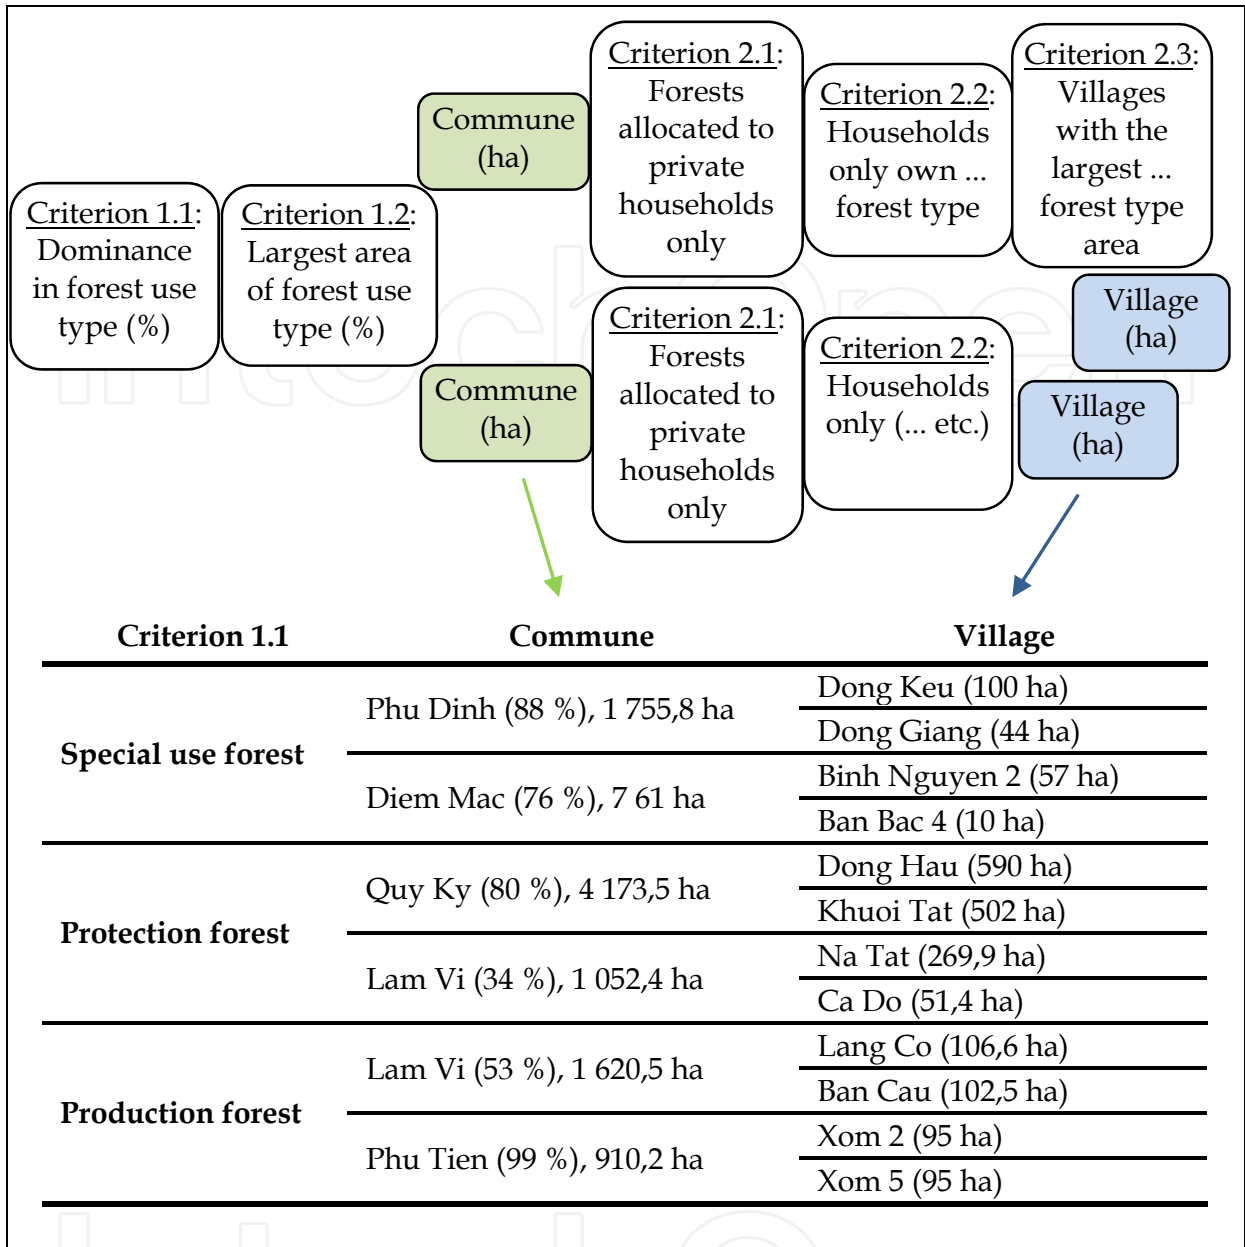 Criterion 1.1:
Dominance
in forest use
type (%)
Criterion 1.2:
Largest area
of forest use
type (%)
Commune
(ha)
Criterion 2.1:
Forests
allocated to
private
households
only
Criterion 2.2:
Households
only own ...
forest type
Criterion 2.3:
Villages
with the
largest ...
forest type
area
Village
(ha)
Commune
(ha)
Criterion 2.1:
Forests
allocated to
private
households
only
Criterion 2.2:
Households
only (... etc.)
Village
(ha)
Criterion 1.1 Commune Village
Special use forest
Phu Dinh (88 %), 1 755,8 ha
Dong Keu (100 ha)
Dong Giang (44 ha)
Diem Mac (76 %), 7 61 ha
Binh Nguyen 2 (57 ha)
Ban Bac 4 (10 ha)
Protection forest
Quy Ky (80 %), 4 173,5 ha
Dong Hau (590 ha)
Khuoi Tat (502 ha)
Lam Vi (34 %), 1 052,4 ha
Na Tat (269,9 ha)
Ca Do (51,4 ha)
Production forest
Lam Vi (53 %), 1 620,5 ha
Lang Co (106,6 ha)
Ban Cau (102,5 ha)
Phu Tien (99 %), 910,2 ha
Xom 2 (95 ha)
Xom 5 (95 ha)